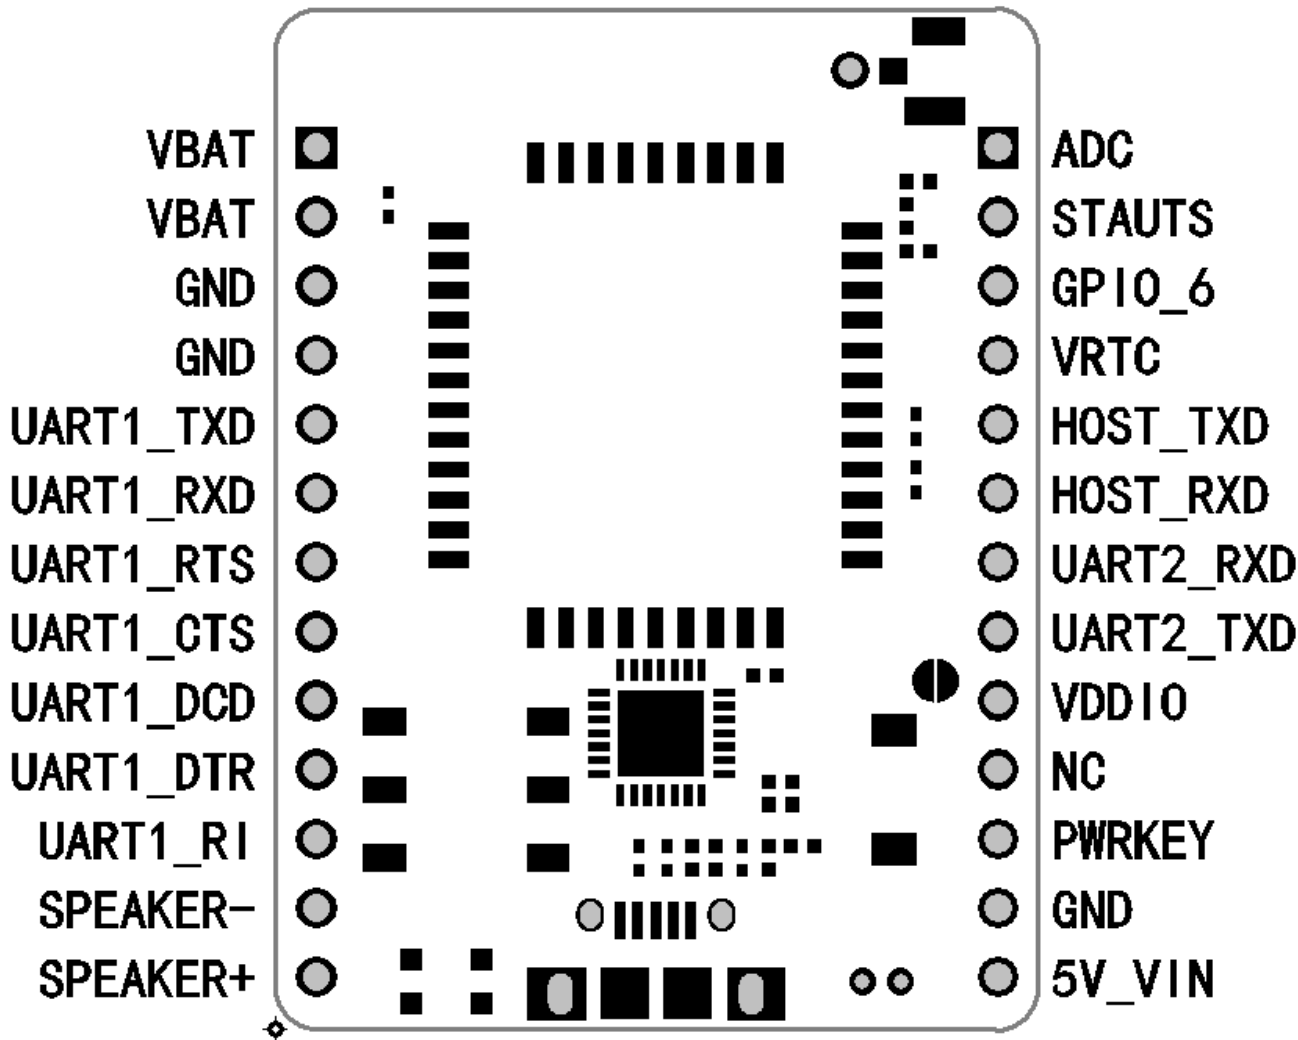 VBAT
VBAT
GND
GND
UART1_TXD
UART1_RXD
UART1_RTS
UART1_CTS
UART1_DCD
UART1_DTR
UART1_RI
SPEAKER-
SPEAKER+
ADC
STAUTS
GPIO_6
VRTC
HOST_TXD
HOST_RXD
UART2_RXD
UART2_TXD
VDDIO
NC
PWRKEY
GND
5V_VIN